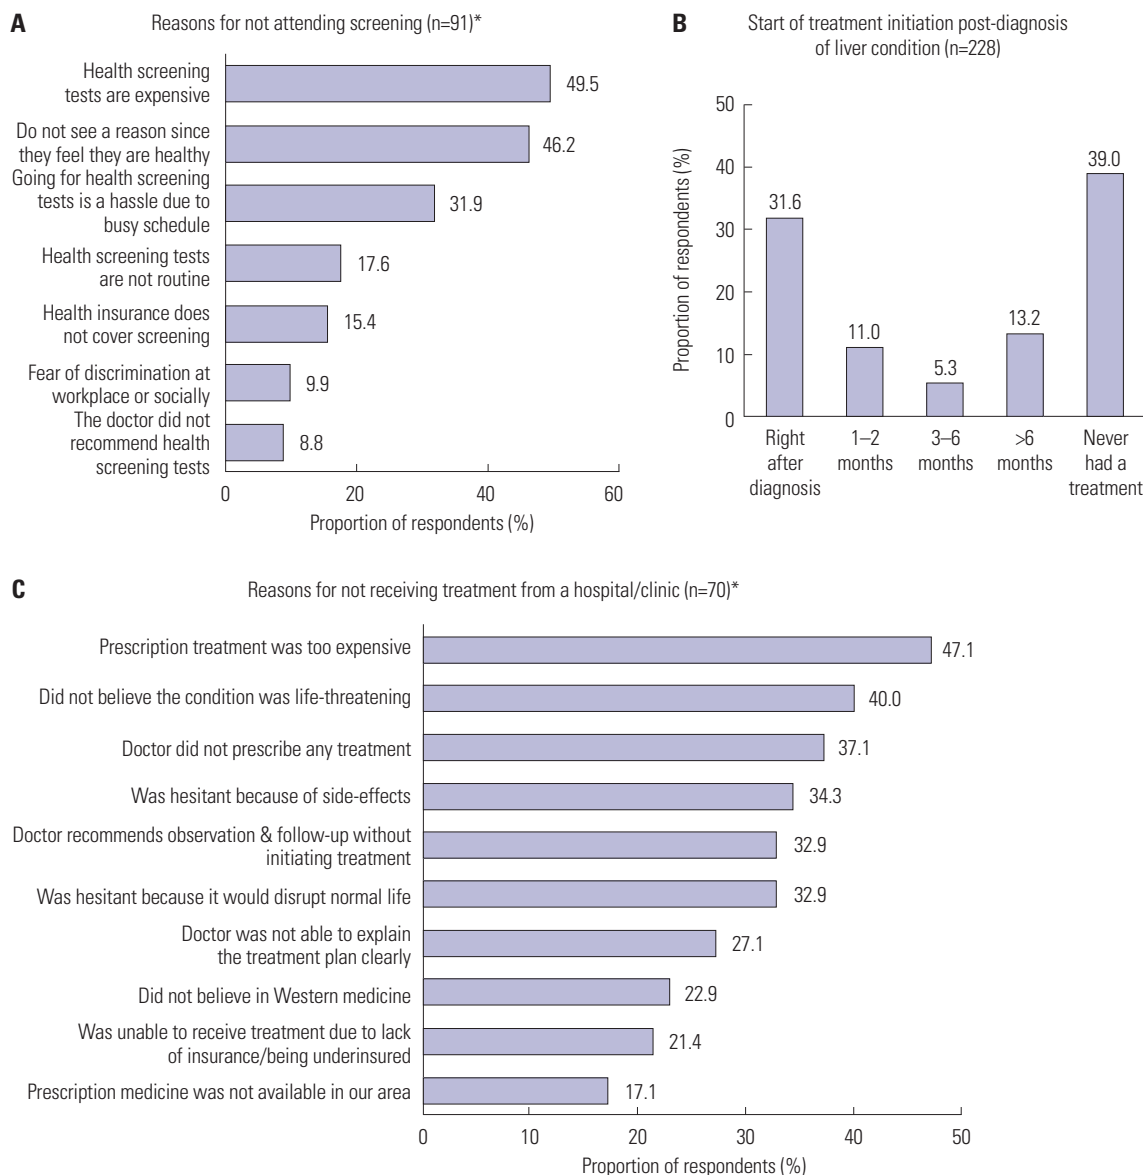 A
Reasons for not attending screening (n=91)*
Health screening
tests are expensive
49.5
Do not see a reason since
they feel they are healthy
46.2
Going for health screening
tests is a hassle due to
busy schedule
31.9
Health screening tests
are not routine
17.6
Health insurance does
not cover screening
15.4
Fear of discrimination at
workplace or socially
9.9
The doctor did not
recommend health
screening tests
8.8
0 20 40 60
Proportion of respondents (%)
B
Start of treatment initiation post-diagnosis
of liver condition (n=228)
Proportion of respondents (%)
50
40
30
20
10
0
31.6
11.0
5.3
13.2
39.0
Right
after
diagnosis
1–2
months
3–6
months
>6
months
Never
had a
treatment
C
Reasons for not receiving treatment from a hospital/clinic (n=70)*
Prescription treatment was too expensive
47.1
Did not believe the condition was life-threatening
40.0
Doctor did not prescribe any treatment
37.1
Was hesitant because of side-effects
34.3
Doctor recommends observation & follow-up without
initiating treatment
32.9
Was hesitant because it would disrupt normal life
32.9
Doctor was not able to explain
the treatment plan clearly
27.1
Did not believe in Western medicine
22.9
Was unable to receive treatment due to lack
of insurance/being underinsured
21.4
Prescription medicine was not available in our area
17.1
0 10 20 30 40 50
Proportion of respondents (%)